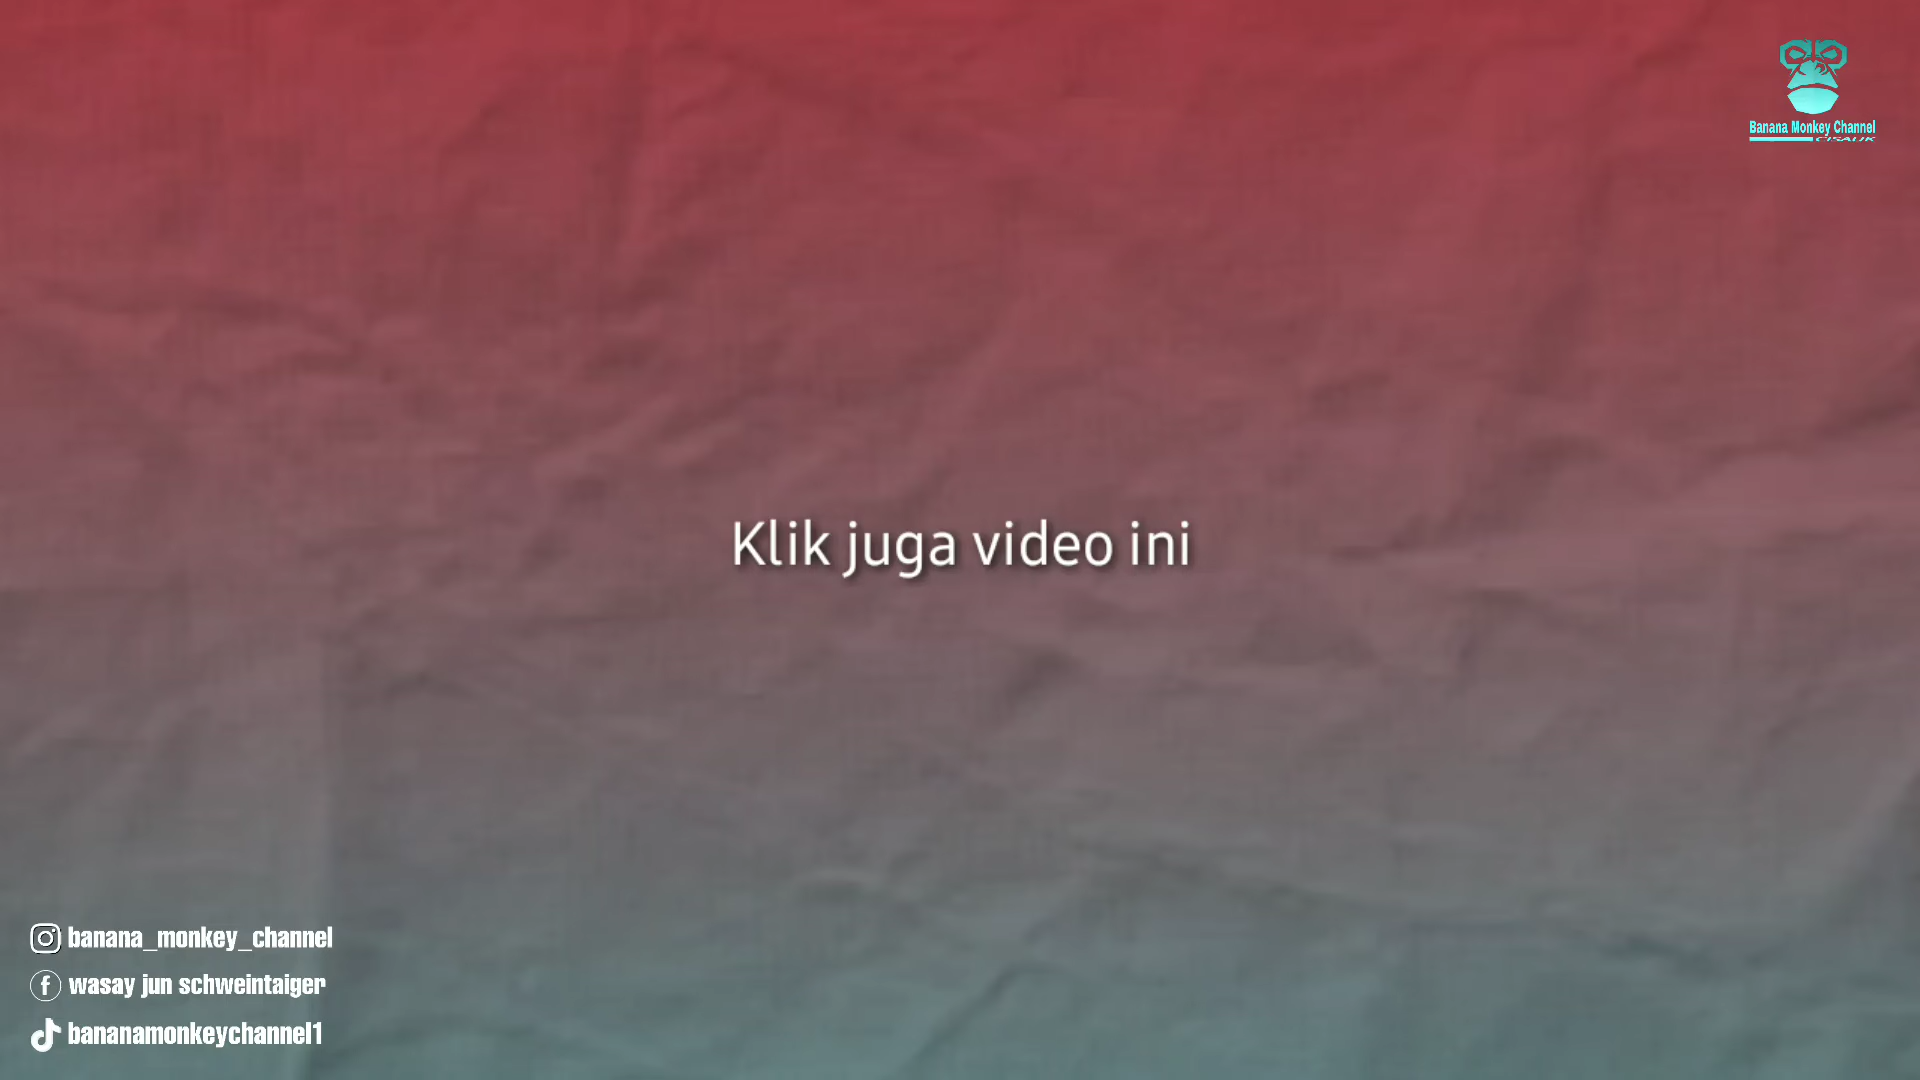 Banana Monkey Channel
Klik juga video ini
banana_monkey_channel
wasay jun schweintaiger
bananamonkeychannel1